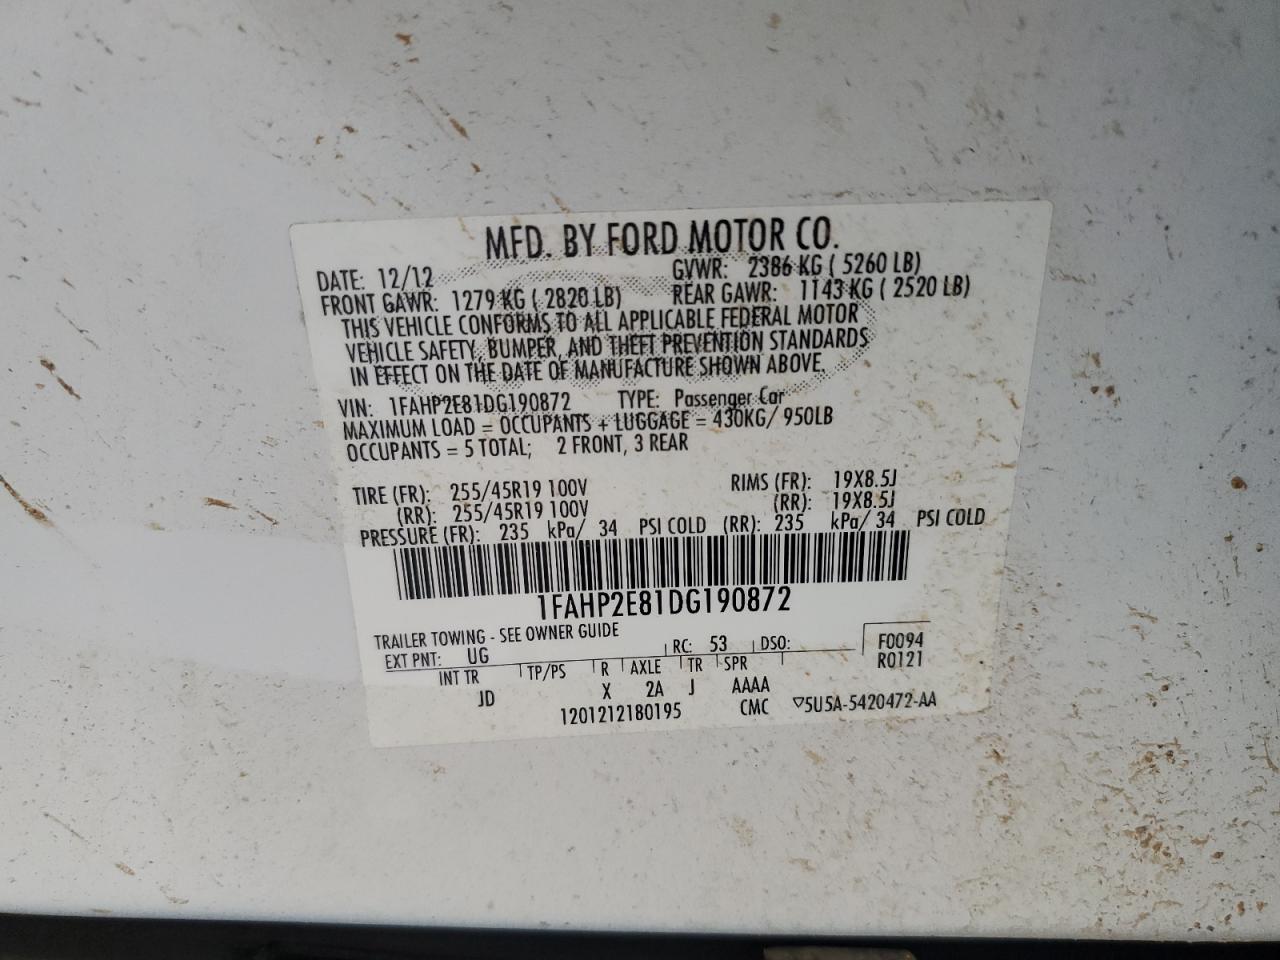 MFD. BY FORD MOTOR CO.
DATE: 12/12 GVWR: 2386 KG ( 5260 LB)
FRONT GAWR: 1279 KG ( 2820 LB) REAR GAWR: 1143 KG ( 2520 LB)
THIS VEHICLE CONFORMS TO ALL APPLICABLE FEDERAL MOTOR
VEHICLE SAFETY, BUMPER, AND THEFT PREVENTION STANDARDS
IN EFFECT ON THE DATE OF MANUFACTURE SHOWN ABOVE.
VIN: 1FAHP2E81DG190872 TYPE: Passenger Car
MAXIMUM LOAD = OCCUPANTS + LUGGAGE = 430KG/ 950LB
OCCUPANTS = 5 TOTAL; 2 FRONT, 3 REAR
TIRE (FR): 255/45R19 100V RIMS (FR): 19X8.5J
(RR): 255/45R19 100V (RR): 19X8.5J
PRESSURE (FR): 235 kPa/ 34 PSI COLD (RR): 235 kPa/ 34 PSI COLD
1FAHP2E81DG190872
TRAILER TOWING - SEE OWNER GUIDE
EXT PNT: UG RC: 53 DSO: F0094
INT TR TP/PS R AXLE TR SPR R0121
JD X 2A J AAAA
1201212180195 CMC ▽5U5A-5420472-AA